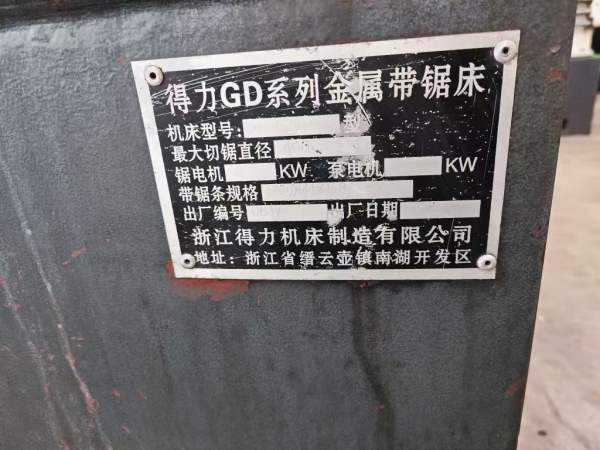 得力GD系列金属带锯床
机床型号: 型
最大切锯直径
锯电机 KW 泵电机 KW
带锯条规格
出厂编号 出厂日期
浙江得力机床制造有限公司
地址: 浙江省缙云壶镇南湖开发区